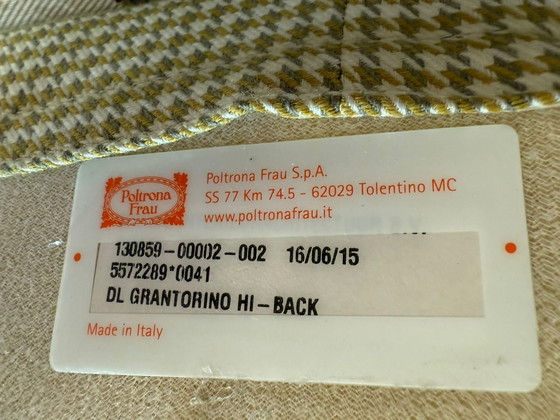 Poltrona
Frau
Poltrona Frau S.p.A.
SS 77 Km 74.5 - 62029 Tolentino MC
www.poltronafrau.it
130859-00002-002 16/06/15
5572289*0041
DL GRANTORINO HI-BACK
Made in Italy